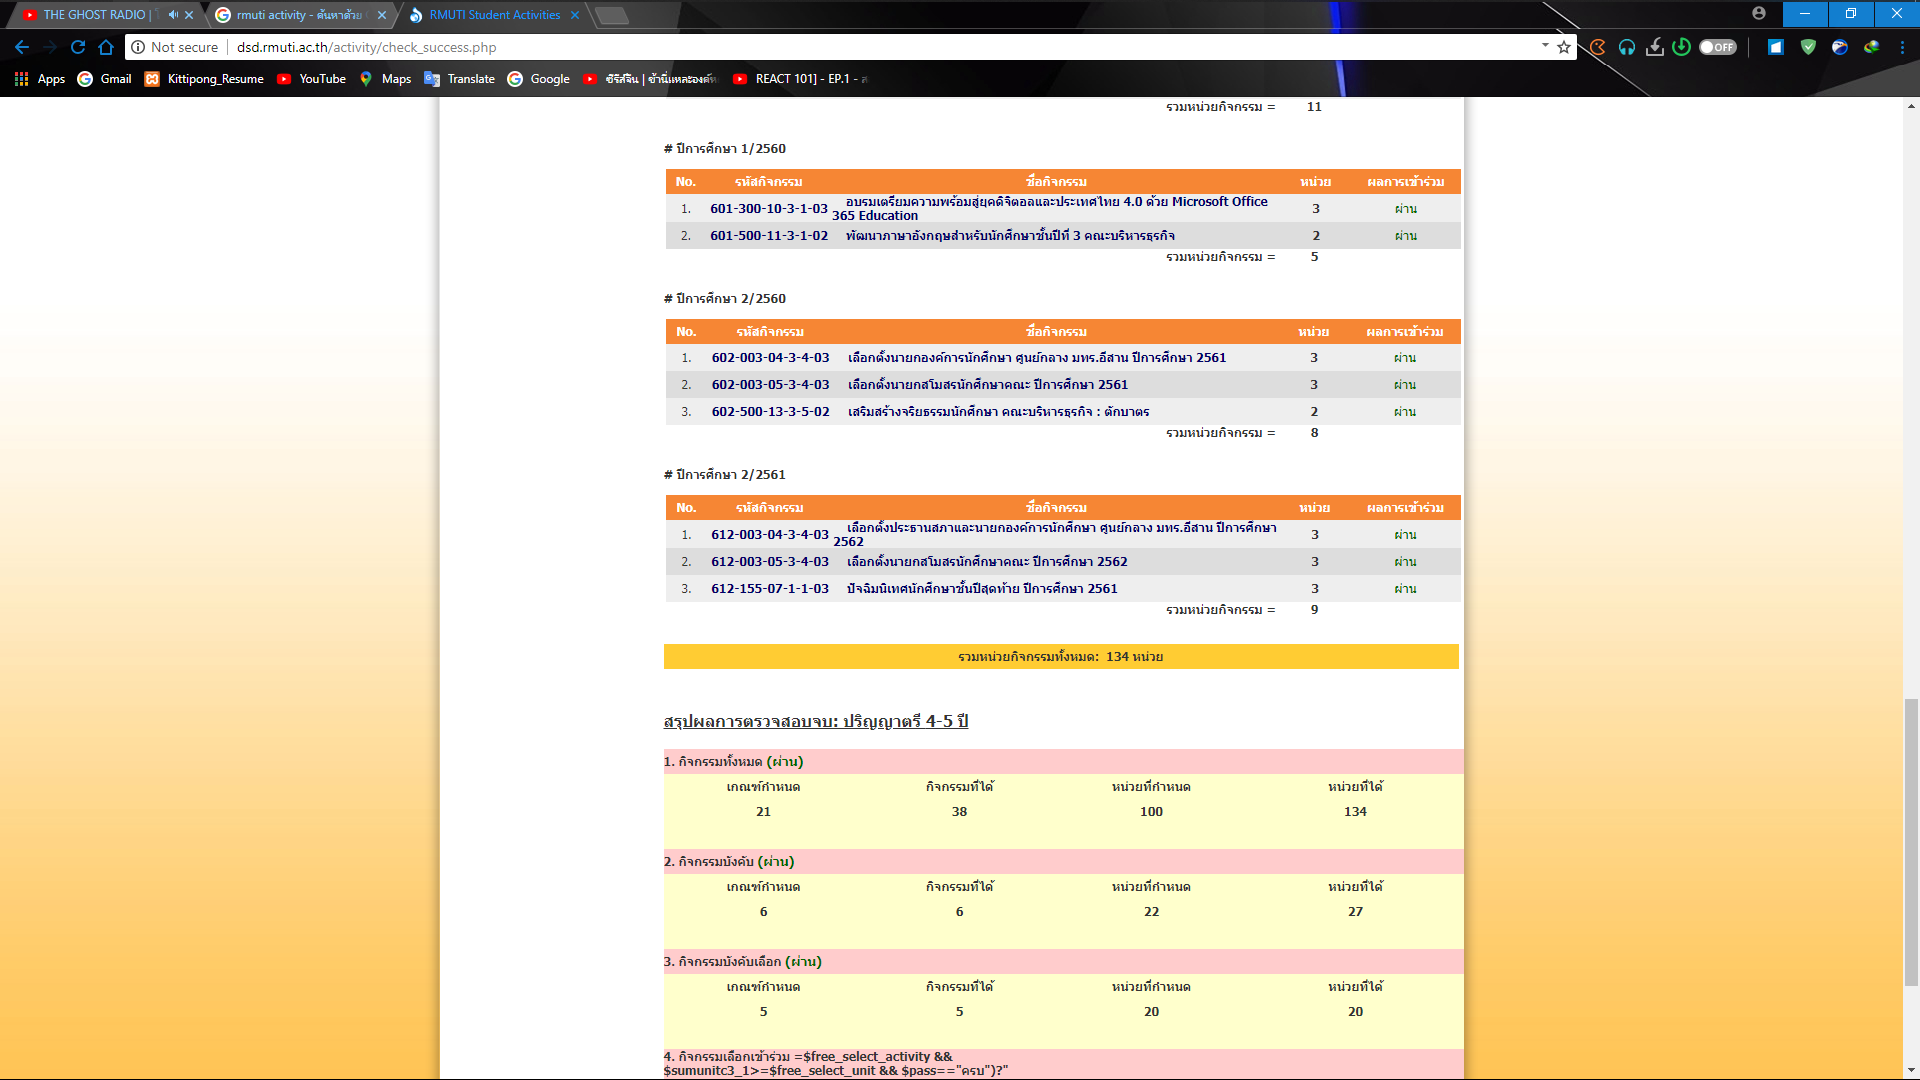 THE GHOST RADIO |
rmuti activity - ค้นหาด้วย
RMUTI Student Activities
Not secure | dsd.rmuti.ac.th/activity/check_success.php
OFF
Apps Gmail Kittipong_Resume YouTube Maps Translate Google ซีรีส์จีน | ข้านี่แหละองค์ห REACT 101] - EP.1 - ส
รวมหน่วยกิจกรรม = 11
# ปีการศึกษา 1/2560
No. รหัสกิจกรรม ชื่อกิจกรรม หน่วย ผลการเข้าร่วม
1. 601-300-10-3-1-03 อบรมเตรียมความพร้อมสู่ยุคดิจิตอลและประเทศไทย 4.0 ด้วย Microsoft Office 3 ผ่าน
365 Education
2. 601-500-11-3-1-02 พัฒนาภาษาอังกฤษสำหรับนักศึกษาชั้นปีที่ 3 คณะบริหารธุรกิจ 2 ผ่าน
รวมหน่วยกิจกรรม = 5
# ปีการศึกษา 2/2560
No. รหัสกิจกรรม ชื่อกิจกรรม หน่วย ผลการเข้าร่วม
1. 602-003-04-3-4-03 เลือกตั้งนายกองค์การนักศึกษา ศูนย์กลาง มทร.อีสาน ปีการศึกษา 2561 3 ผ่าน
2. 602-003-05-3-4-03 เลือกตั้งนายกสโมสรนักศึกษาคณะ ปีการศึกษา 2561 3 ผ่าน
3. 602-500-13-3-5-02 เสริมสร้างจริยธรรมนักศึกษา คณะบริหารธุรกิจ : ตักบาตร 2 ผ่าน
รวมหน่วยกิจกรรม = 8
# ปีการศึกษา 2/2561
No. รหัสกิจกรรม ชื่อกิจกรรม หน่วย ผลการเข้าร่วม
1. 612-003-04-3-4-03 เลือกตั้งประธานสภาและนายกองค์การนักศึกษา ศูนย์กลาง มทร.อีสาน ปีการศึกษา 3 ผ่าน
2562
2. 612-003-05-3-4-03 เลือกตั้งนายกสโมสรนักศึกษาคณะ ปีการศึกษา 2562 3 ผ่าน
3. 612-155-07-1-1-03 ปัจฉิมนิเทศนักศึกษาชั้นปีสุดท้าย ปีการศึกษา 2561 3 ผ่าน
รวมหน่วยกิจกรรม = 9
รวมหน่วยกิจกรรมทั้งหมด: 134 หน่วย
สรุปผลการตรวจสอบจบ: ปริญญาตรี 4-5 ปี
1. กิจกรรมทั้งหมด (ผ่าน)
เกณฑ์กำหนด กิจกรรมที่ได้ หน่วยที่กำหนด หน่วยที่ได้
21 38 100 134
2. กิจกรรมบังคับ (ผ่าน)
เกณฑ์กำหนด กิจกรรมที่ได้ หน่วยที่กำหนด หน่วยที่ได้
6 6 22 27
3. กิจกรรมบังคับเลือก (ผ่าน)
เกณฑ์กำหนด กิจกรรมที่ได้ หน่วยที่กำหนด หน่วยที่ได้
5 5 20 20
4. กิจกรรมเลือกเข้าร่วม =$free_select_activity &&
$sumunitc3_1>=$free_select_unit && $pass=="ครบ")?"